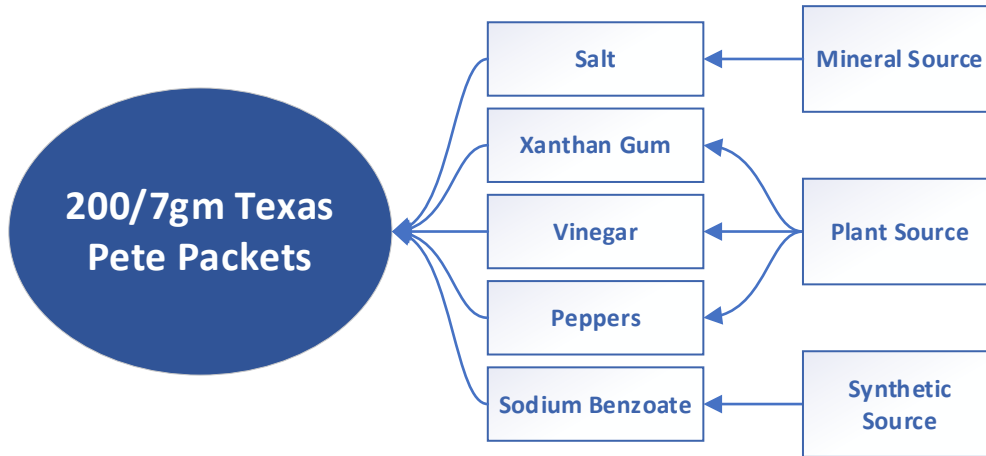 200/7gm Texas
Pete Packets
Salt
Xanthan Gum
Vinegar
Peppers
Sodium Benzoate
Mineral Source
Plant Source
Synthetic
Source